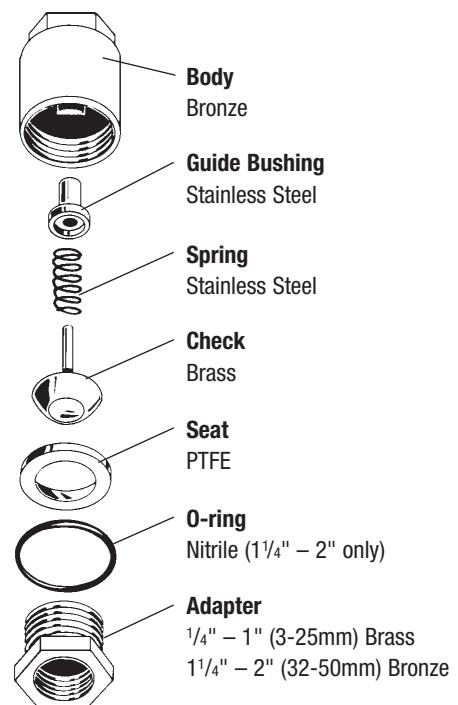 Body
Bronze
Guide Bushing
Stainless Steel
Spring
Stainless Steel
Check
Brass
Seat
PTFE
O-ring
Nitrile (1¹/4" – 2" only)
Adapter
¹/4" – 1" (3-25mm) Brass
1¹/4" – 2" (32-50mm) Bronze